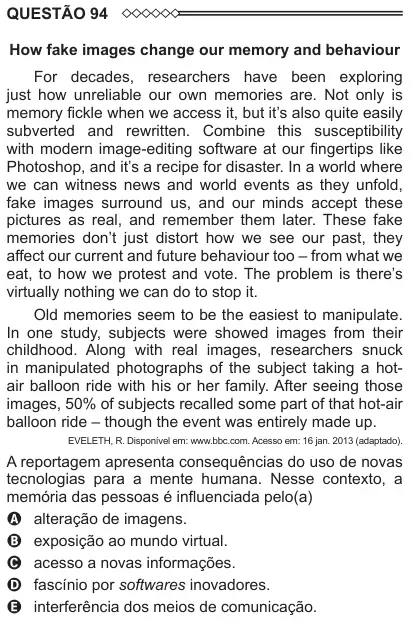 QUESTÃO 94
How fake images change our memory and behaviour
For decades, researchers have been exploring
just how unreliable our own memories are. Not only is
memory fickle when we access it, but it's also quite easily
subverted and rewritten. Combine this susceptibility
with modern image-editing software at our fingertips like
Photoshop, and it's a recipe for disaster. In a world where
we can witness news and world events as they unfold,
fake images surround us, and our minds accept these
pictures as real, and remember them later. These fake
memories don't just distort how we see our past, they
affect our current and future behaviour too – from what we
eat, to how we protest and vote. The problem is there's
virtually nothing we can do to stop it.
Old memories seem to be the easiest to manipulate.
In one study, subjects were showed images from their
childhood. Along with real images, researchers snuck
in manipulated photographs of the subject taking a hot-
air balloon ride with his or her family. After seeing those
images, 50% of subjects recalled some part of that hot-air
balloon ride – though the event was entirely made up.
EVELETH, R. Disponível em: www.bbc.com. Acesso em: 16 jan. 2013 (adaptado).
A reportagem apresenta consequências do uso de novas
tecnologias para a mente humana. Nesse contexto, a
memória das pessoas é influenciada pelo(a)
A alteração de imagens.
B exposição ao mundo virtual.
C acesso a novas informações.
D fascínio por softwares inovadores.
E interferência dos meios de comunicação.